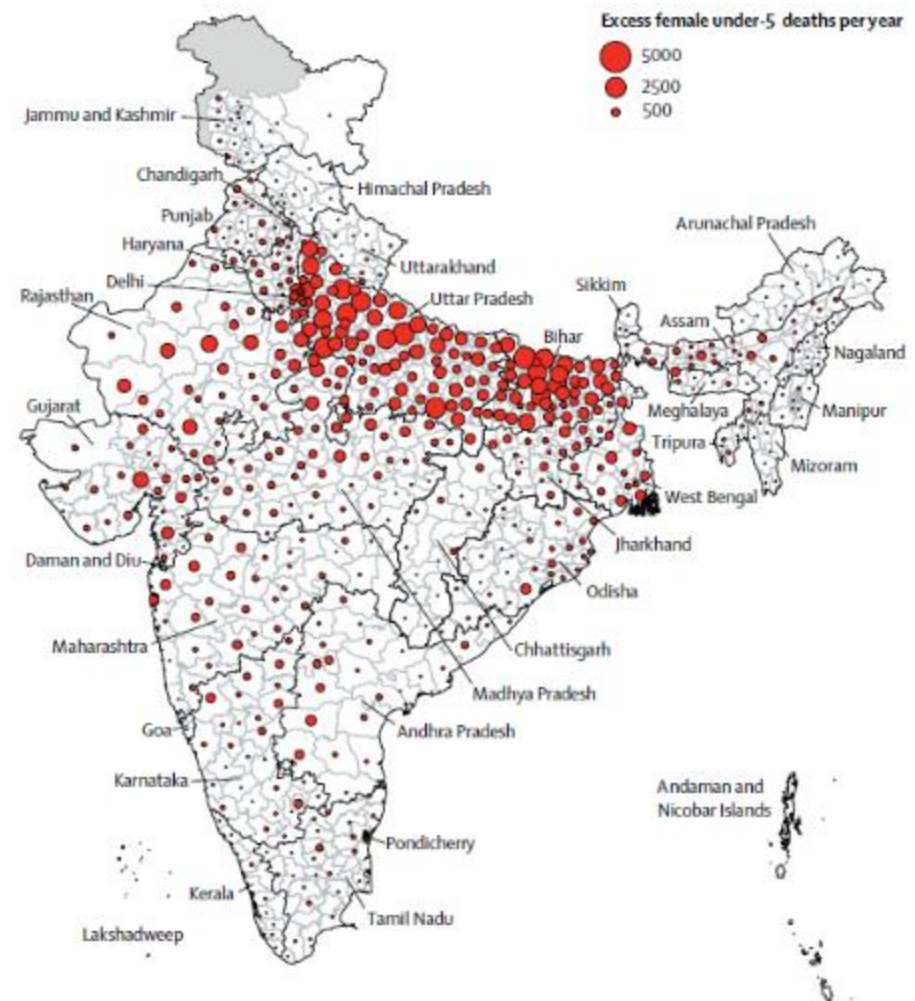 Excess female under-5 deaths per year
5000
2500
500
Jammu and Kashmir
Chandigarh
Himachal Pradesh
Punjab
Arunachal Pradesh
Haryana
Uttarakhand
Delhi
Sikkim
Rajasthan
Uttar Pradesh
Assam
Bihar
Nagaland
Gujarat
Meghalaya
Manipur
Tripura
Mizoram
West Bengal
Jharkhand
Daman and Diu
Odisha
Maharashtra
Chhattisgarh
Madhya Pradesh
Goa
Andhra Pradesh
Karnataka
Andaman and
Nicobar Islands
Pondicherry
Kerala
Tamil Nadu
Lakshadweep